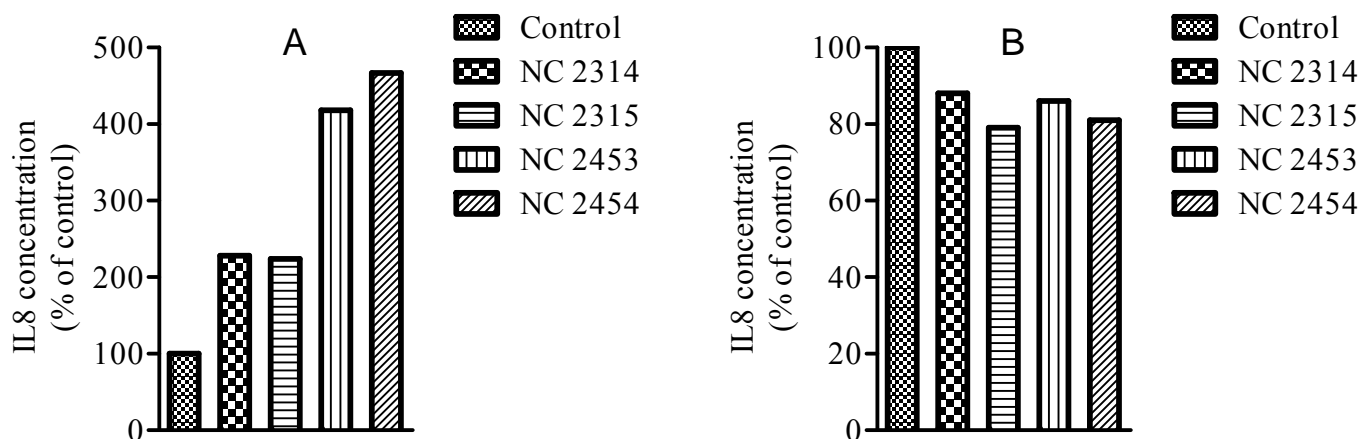 A
IL8 concentration
(% of control)
500
400
300
200
100
0
Control
NC 2314
NC 2315
NC 2453
NC 2454
B
IL8 concentration
(% of control)
100
80
60
40
20
0
Control
NC 2314
NC 2315
NC 2453
NC 2454